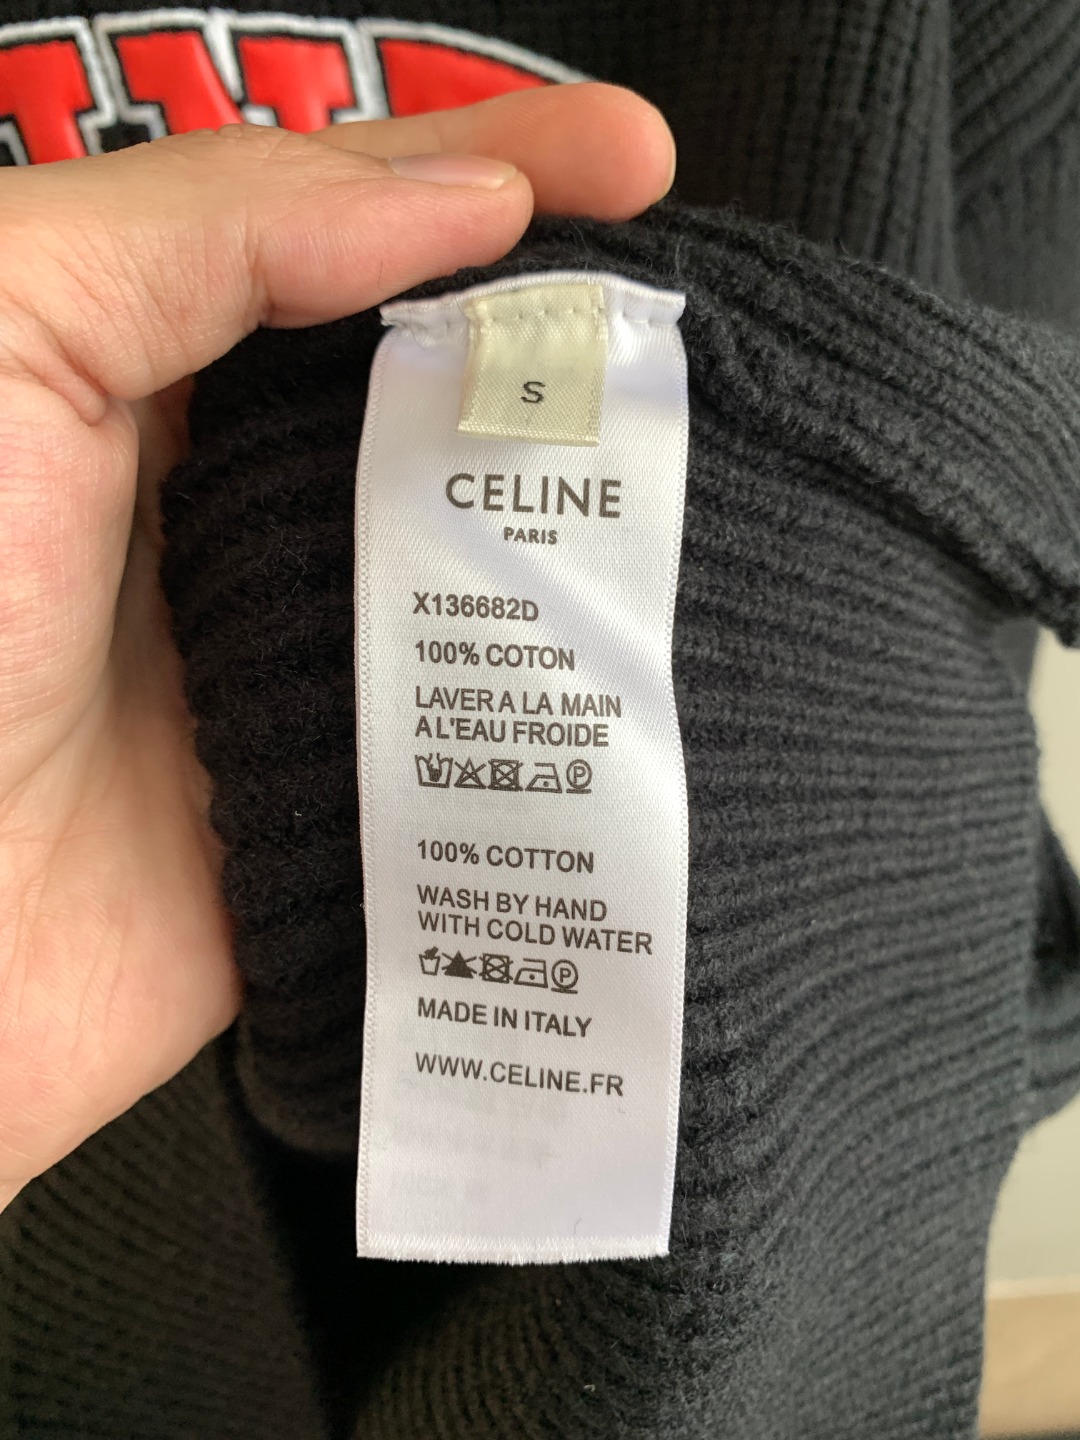 S
CELINE
PARIS
X136682D
100% COTON
LAVER A LA MAIN
A L'EAU FROIDE
P
100% COTTON
WASH BY HAND
WITH COLD WATER
P
MADE IN ITALY
WWW.CELINE.FR